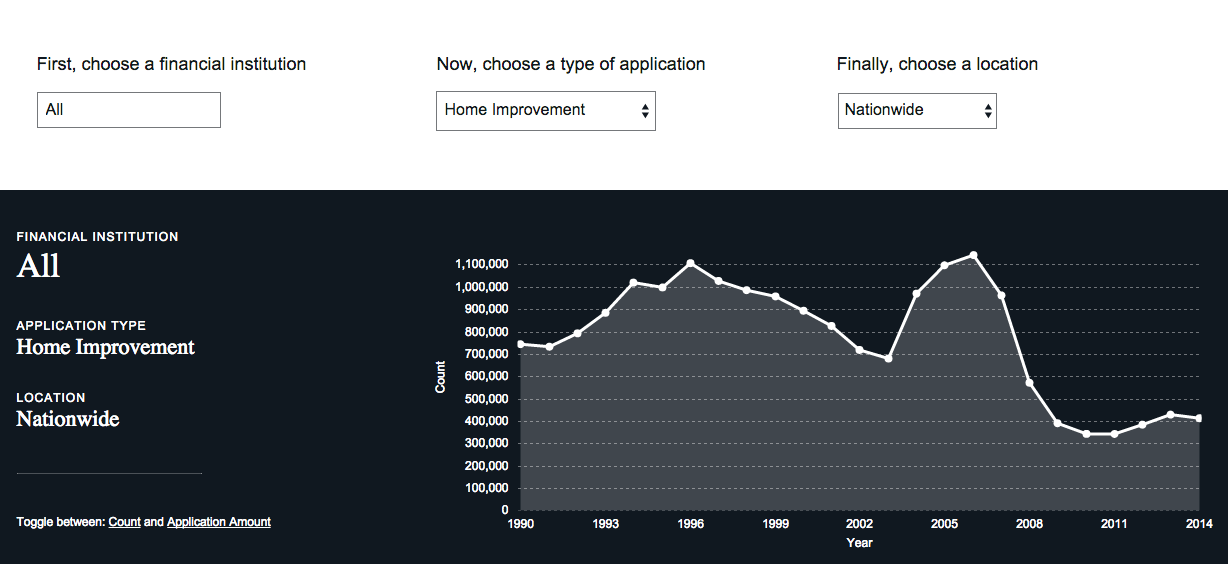 First, choose a financial institution
Now, choose a type of application
Finally, choose a location
All
Home Improvement
Nationwide
FINANCIAL INSTITUTION
All
APPLICATION TYPE
Home Improvement
LOCATION
Nationwide
Toggle between: Count and Application Amount
Count
1,100,000
1,000,000
900,000
800,000
700,000
600,000
500,000
400,000
300,000
200,000
100,000
0
1990 1993 1996 1999 2002 2005 2008 2011 2014
Year